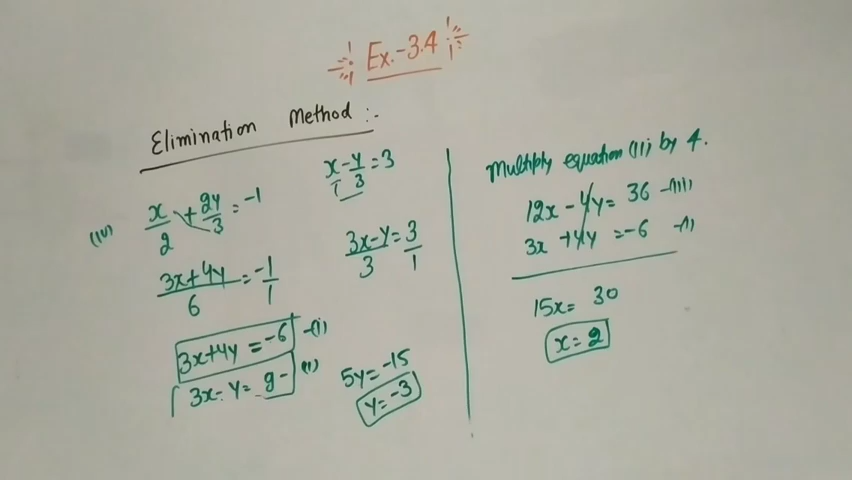 Ex.-3.4
Elimination Method :-
(iv) x/2 + 2y/3 = -1
x/1 - y/3 = 3
3x+4y/6 = -1/1
3x-y/3 = 3/1
3x+4y = -6 -(i)
3x-y = 9 -(ii)
5y = -15
y = -3
Multiply equation (ii) by 4.
12x - 4y = 36 -(iii)
3x + 4y = -6 -(i)
15x = 30
x = 2